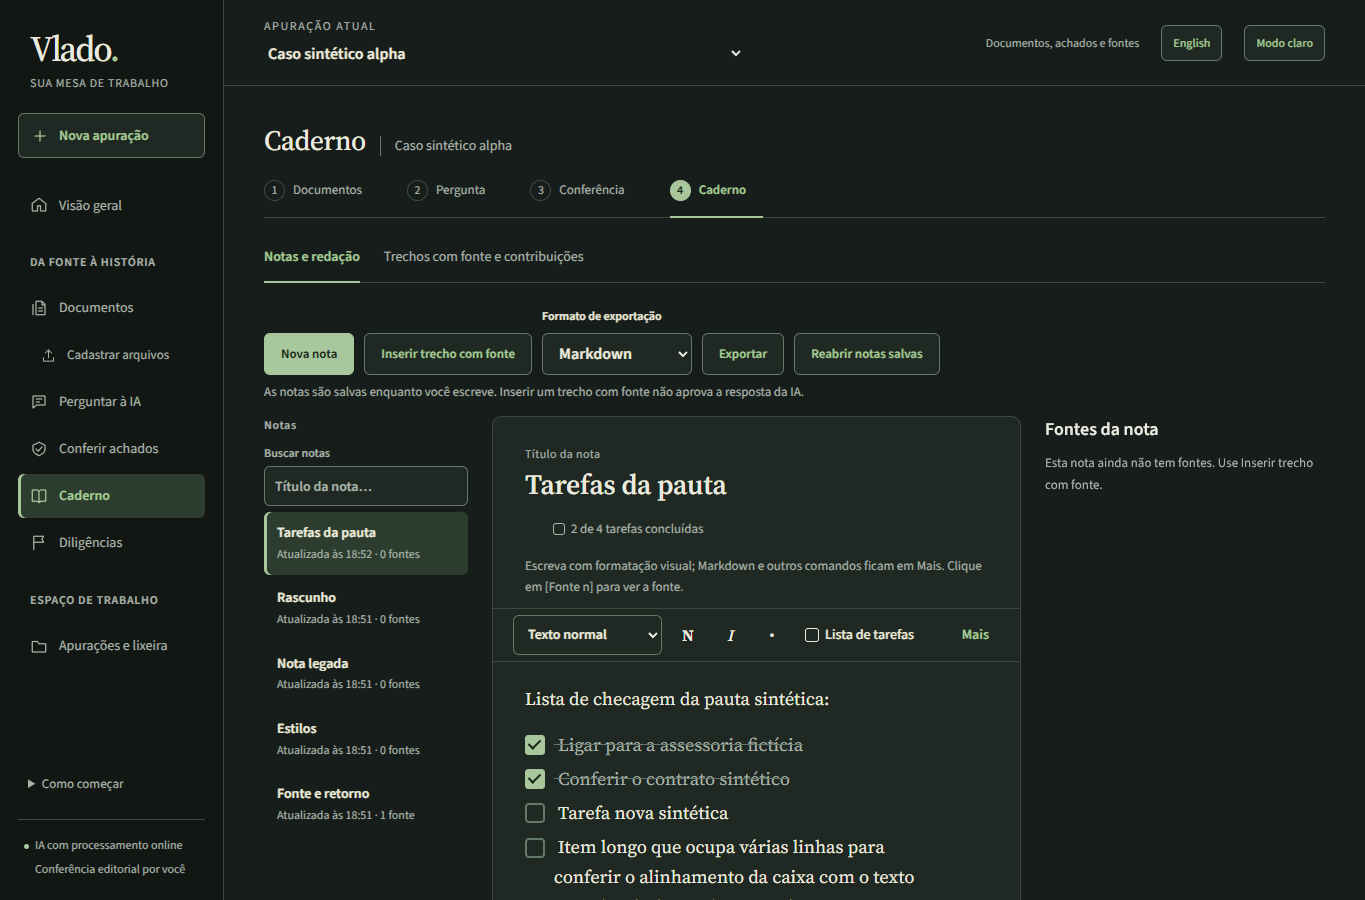 Vlado.
SUA MESA DE TRABALHO
Nova apuração
Visão geral
DA FONTE À HISTÓRIA
Documentos
Cadastrar arquivos
Perguntar à IA
Conferir achados
Caderno
Diligências
ESPAÇO DE TRABALHO
Apurações e lixeira
Como começar
IA com processamento online
Conferência editorial por você
APURAÇÃO ATUAL
Caso sintético alpha
Documentos, achados e fontes
English
Modo claro
Caderno
Caso sintético alpha
1 Documentos
2 Pergunta
3 Conferência
4 Caderno
Notas e redação
Trechos com fonte e contribuições
Formato de exportação
Nova nota
Inserir trecho com fonte
Markdown
Exportar
Reabrir notas salvas
As notas são salvas enquanto você escreve. Inserir um trecho com fonte não aprova a resposta da IA.
Notas
Buscar notas
Título da nota...
Tarefas da pauta
Atualizada às 18:52 · 0 fontes
Rascunho
Atualizada às 18:51 · 0 fontes
Nota legada
Atualizada às 18:51 · 0 fontes
Estilos
Atualizada às 18:51 · 0 fontes
Fonte e retorno
Atualizada às 18:51 · 1 fonte
Título da nota
Tarefas da pauta
2 de 4 tarefas concluídas
Escreva com formatação visual; Markdown e outros comandos ficam em Mais. Clique
em [Fonte n] para ver a fonte.
Texto normal
N
I
•
Lista de tarefas
Mais
Lista de checagem da pauta sintética:
Ligar para a assessoria fictícia
Conferir o contrato sintético
Tarefa nova sintética
Item longo que ocupa várias linhas para
conferir o alinhamento da caixa com o texto
Fontes da nota
Esta nota ainda não tem fontes. Use Inserir trecho
com fonte.